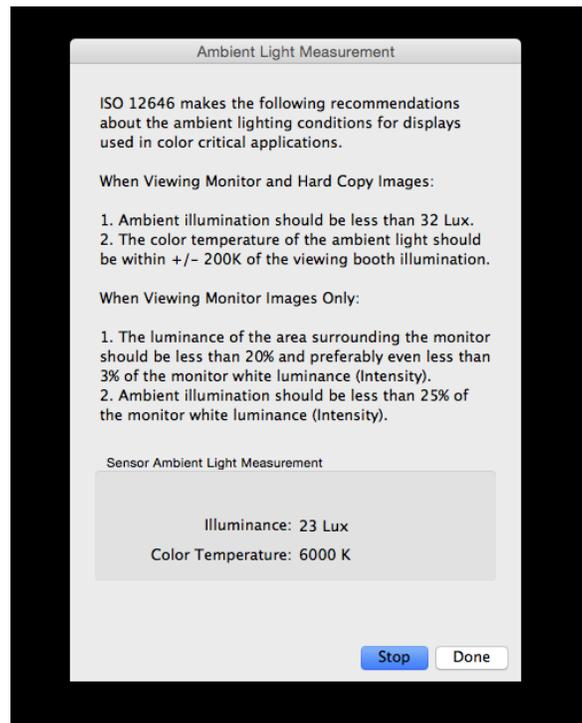 Ambient Light Measurement
ISO 12646 makes the following recommendations
about the ambient lighting conditions for displays
used in color critical applications.
When Viewing Monitor and Hard Copy Images:
1. Ambient illumination should be less than 32 Lux.
2. The color temperature of the ambient light should
be within +/- 200K of the viewing booth illumination.
When Viewing Monitor Images Only:
1. The luminance of the area surrounding the monitor
should be less than 20% and preferably even less than
3% of the monitor white luminance (Intensity).
2. Ambient illumination should be less than 25% of
the monitor white luminance (Intensity).
Sensor Ambient Light Measurement
Illuminance: 23 Lux
Color Temperature: 6000 K
Stop Done